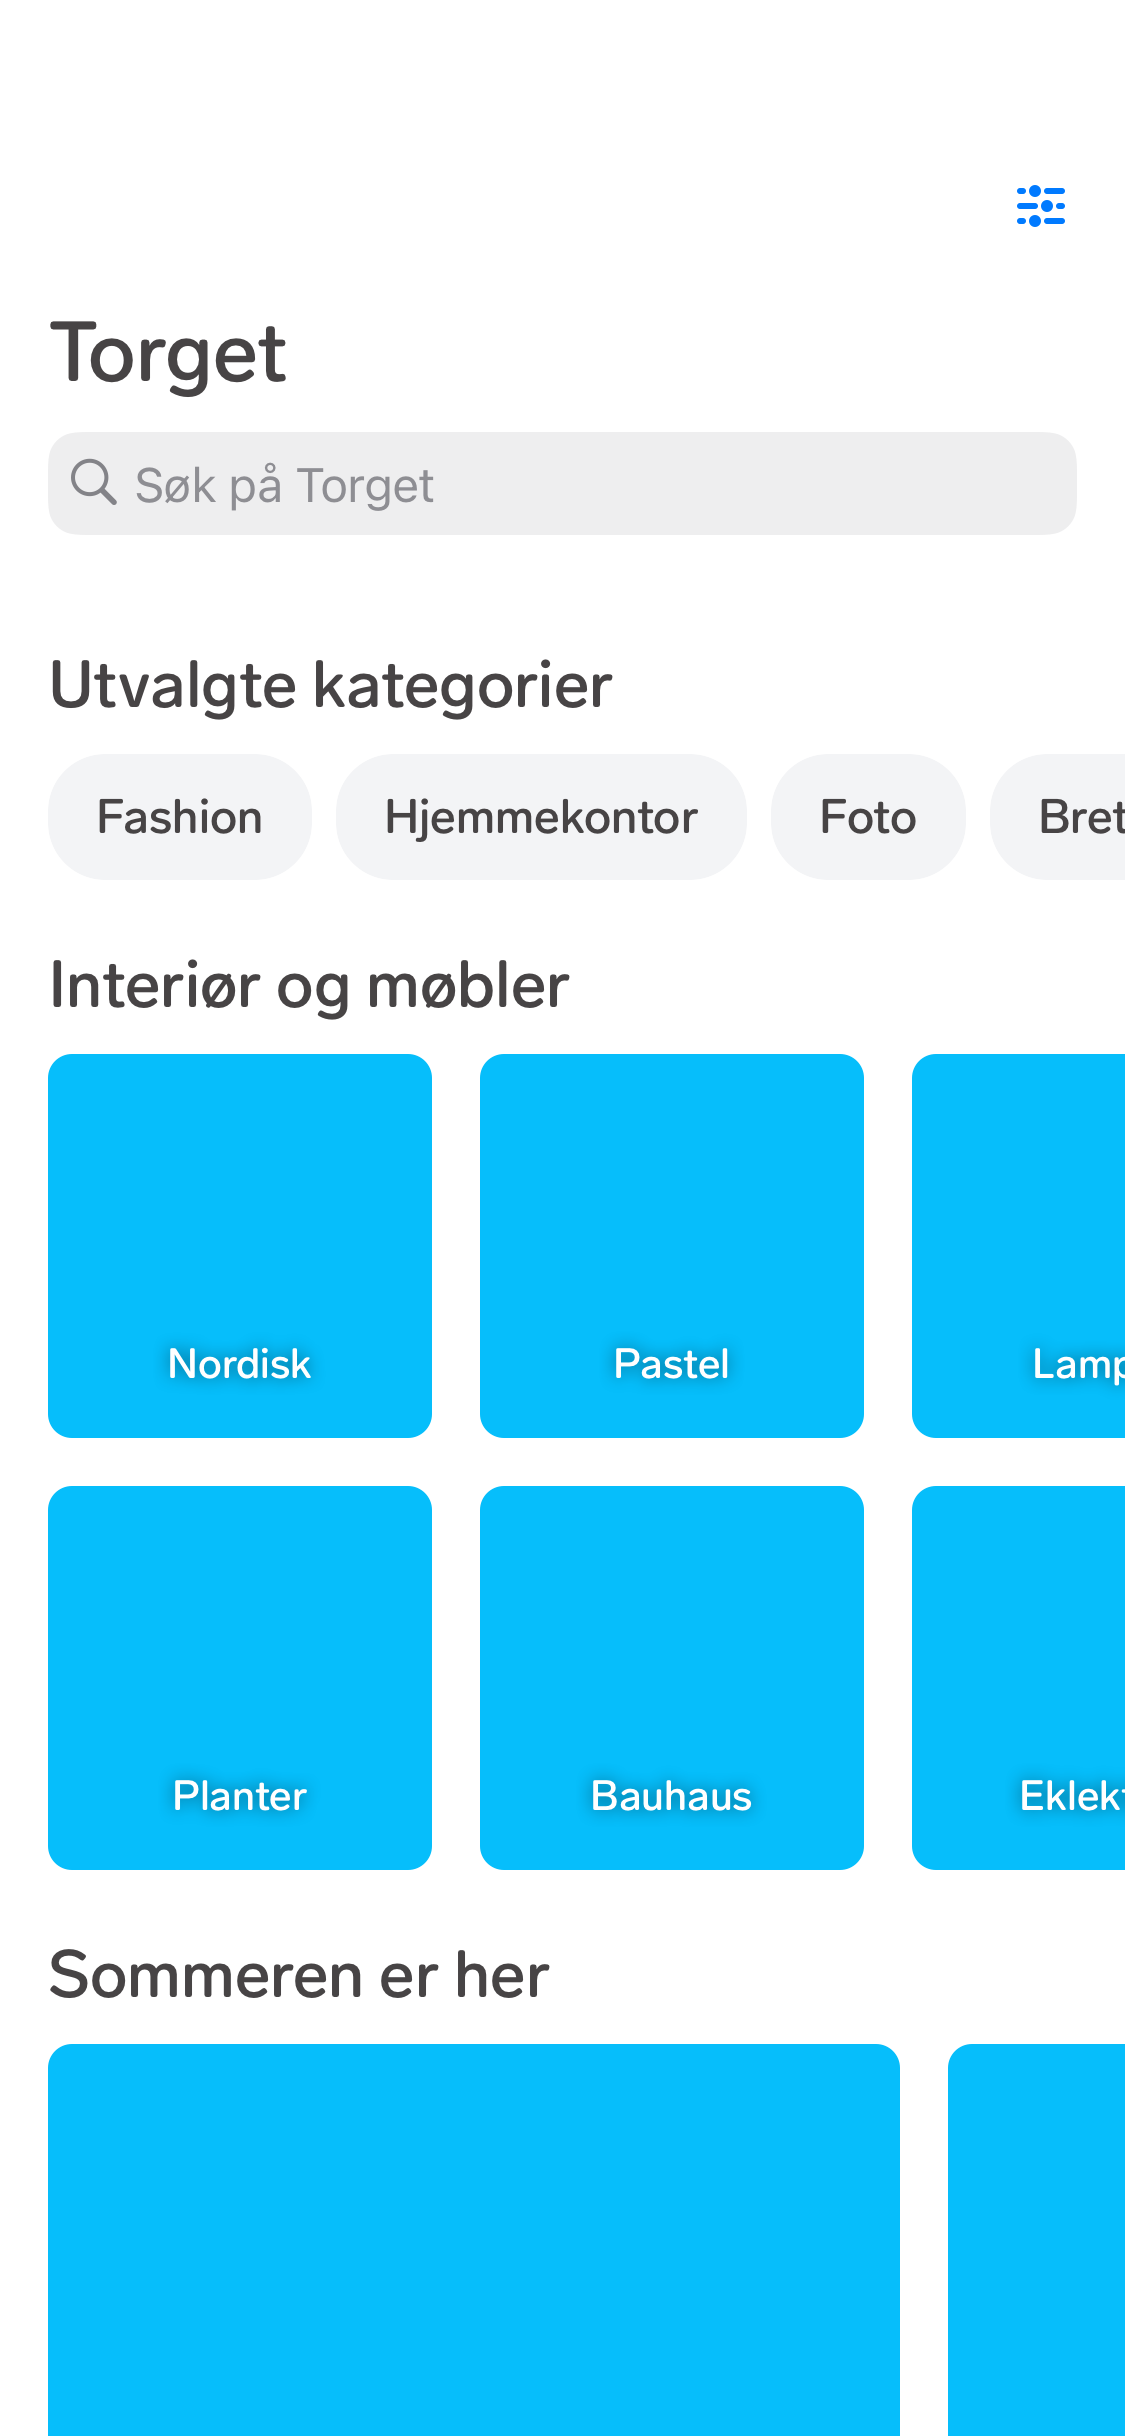 Torget
Søk på Torget
Utvalgte kategorier
Fashion Hjemmekontor Foto Bret
Interiør og møbler
Nordisk Pastel Lamp
Planter Bauhaus Eklekt
Sommeren er her